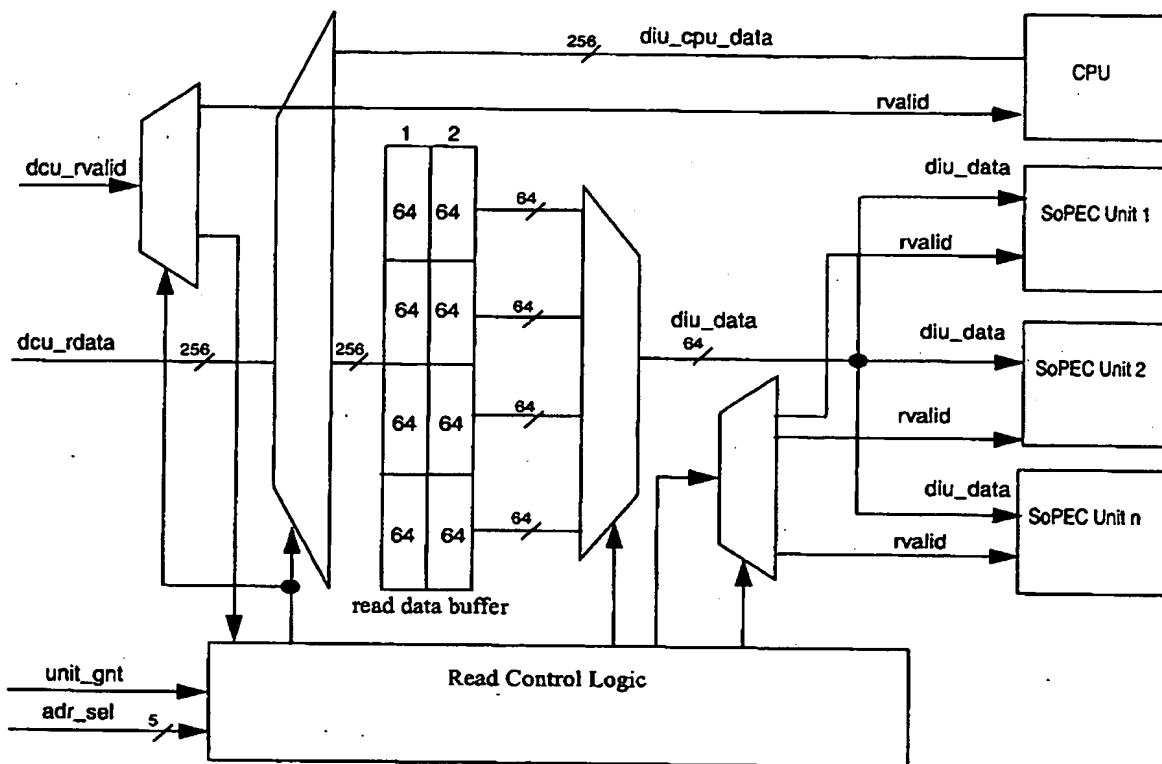 diu_cpu_data
256
CPU
rvalid
1 2
dcu_rvalid
diu_data
64 64
64
SoPEC Unit 1
rvalid
64 64
64
diu_data
64
diu_data
dcu_rdata
256
256
SoPEC Unit 2
64 64
64
rvalid
diu_data
64 64
64
SoPEC Unit n
rvalid
read data buffer
unit_gnt
Read Control Logic
adr_sel
5